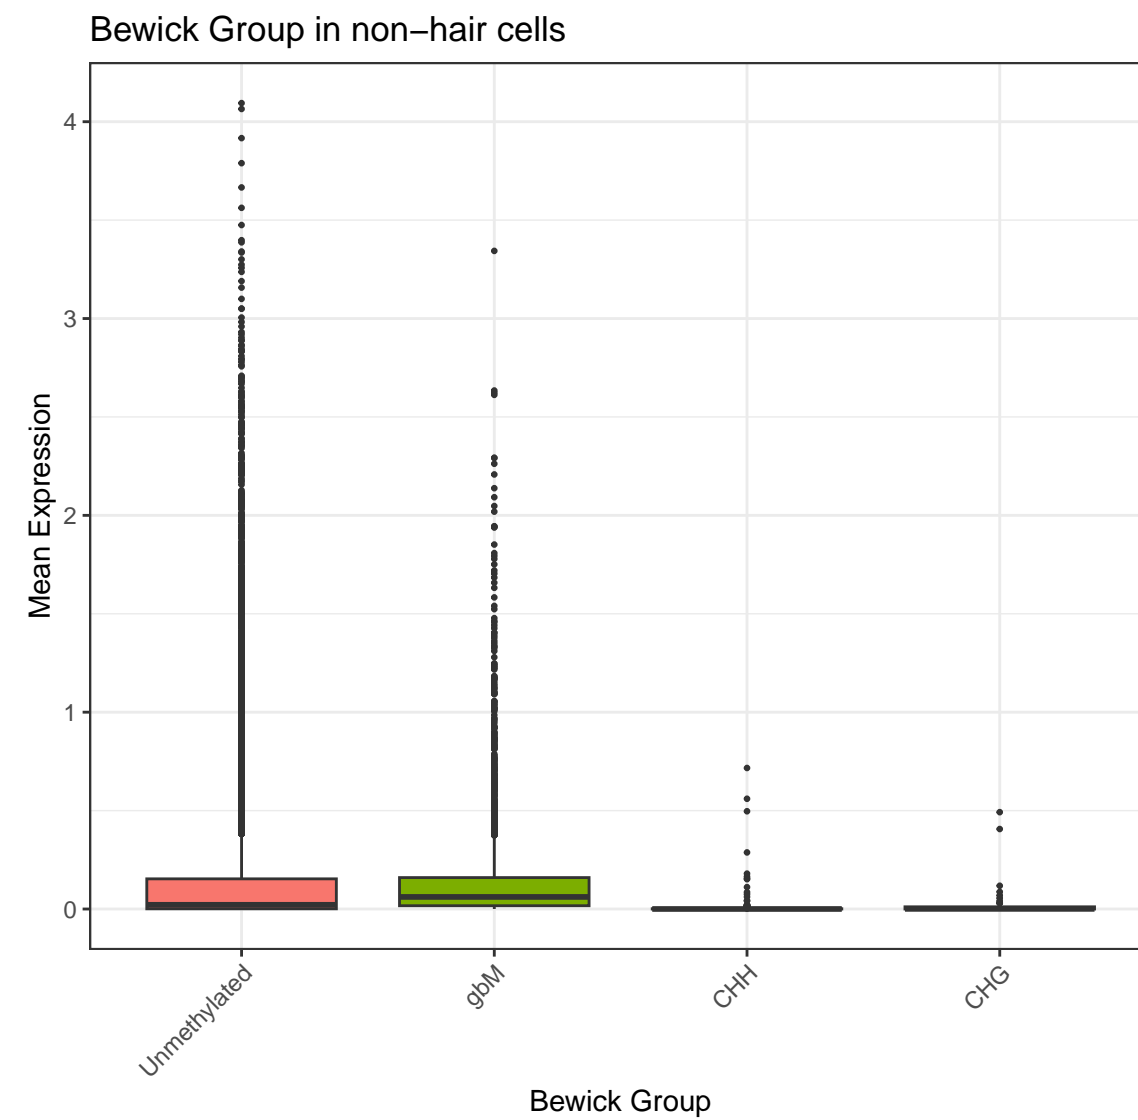 Bewick Group in non−hair cells
Mean Expression
4
3
2
1
0
Unmethylated
gbM
CHH
CHG
Bewick Group